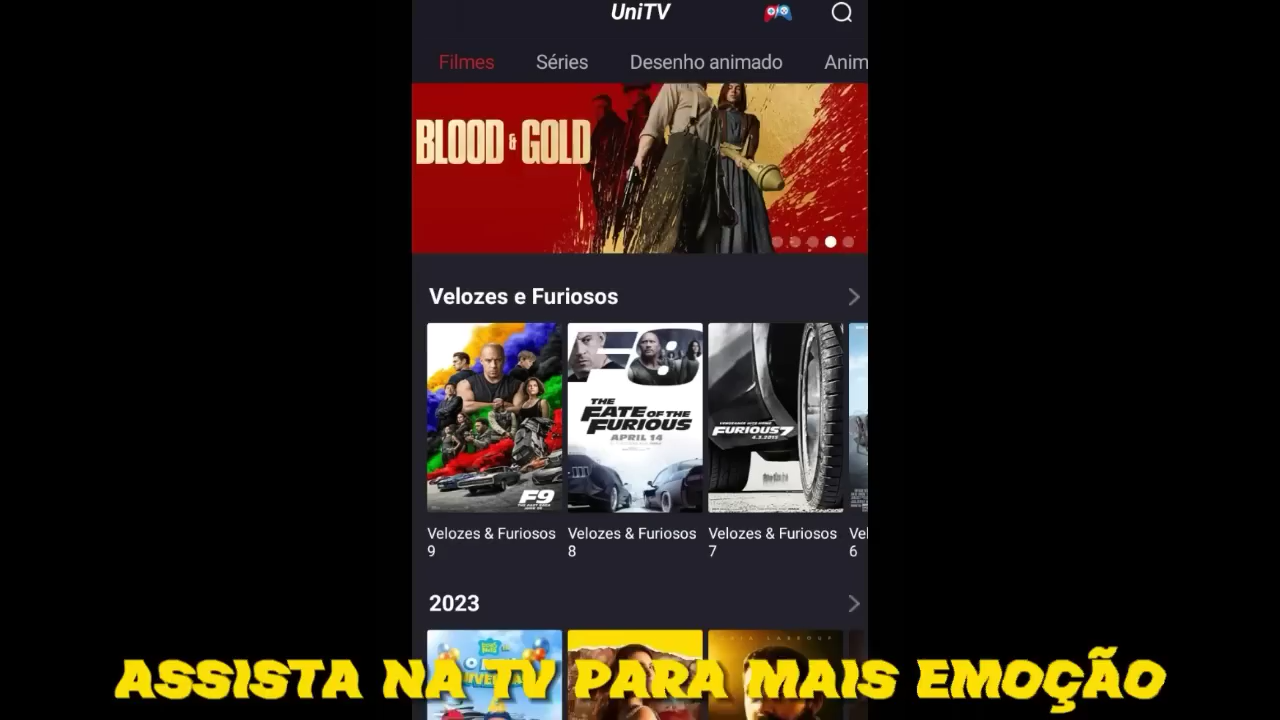 UniTV
Filmes Séries Desenho animado Anim
BLOOD & GOLD
Velozes e Furiosos
F9
F8
THE
FATE OF THE
FURIOUS
APRIL 14
FURIOUS 7
Velozes & Furiosos
9
Velozes & Furiosos
8
Velozes & Furiosos
7
Vel
6
2023
ASSISTA NA TV PARA MAIS EMOÇÃO